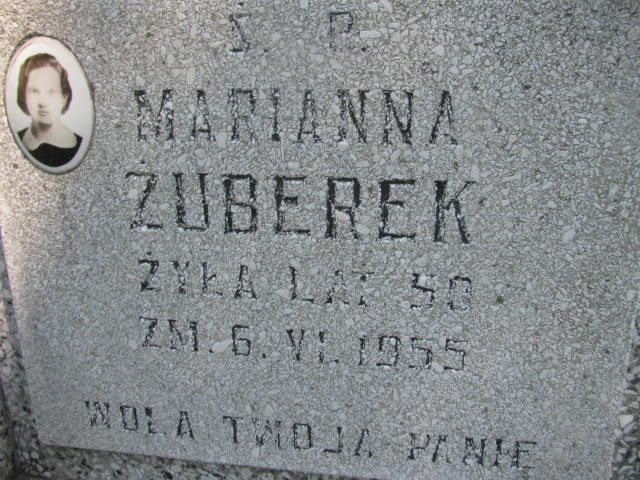 Ś. P.
MARIANNA
ZUBEREK
ŻYŁA LAT 50
ZM. 6. VI. 1955
WOLA TWOJA PANIE